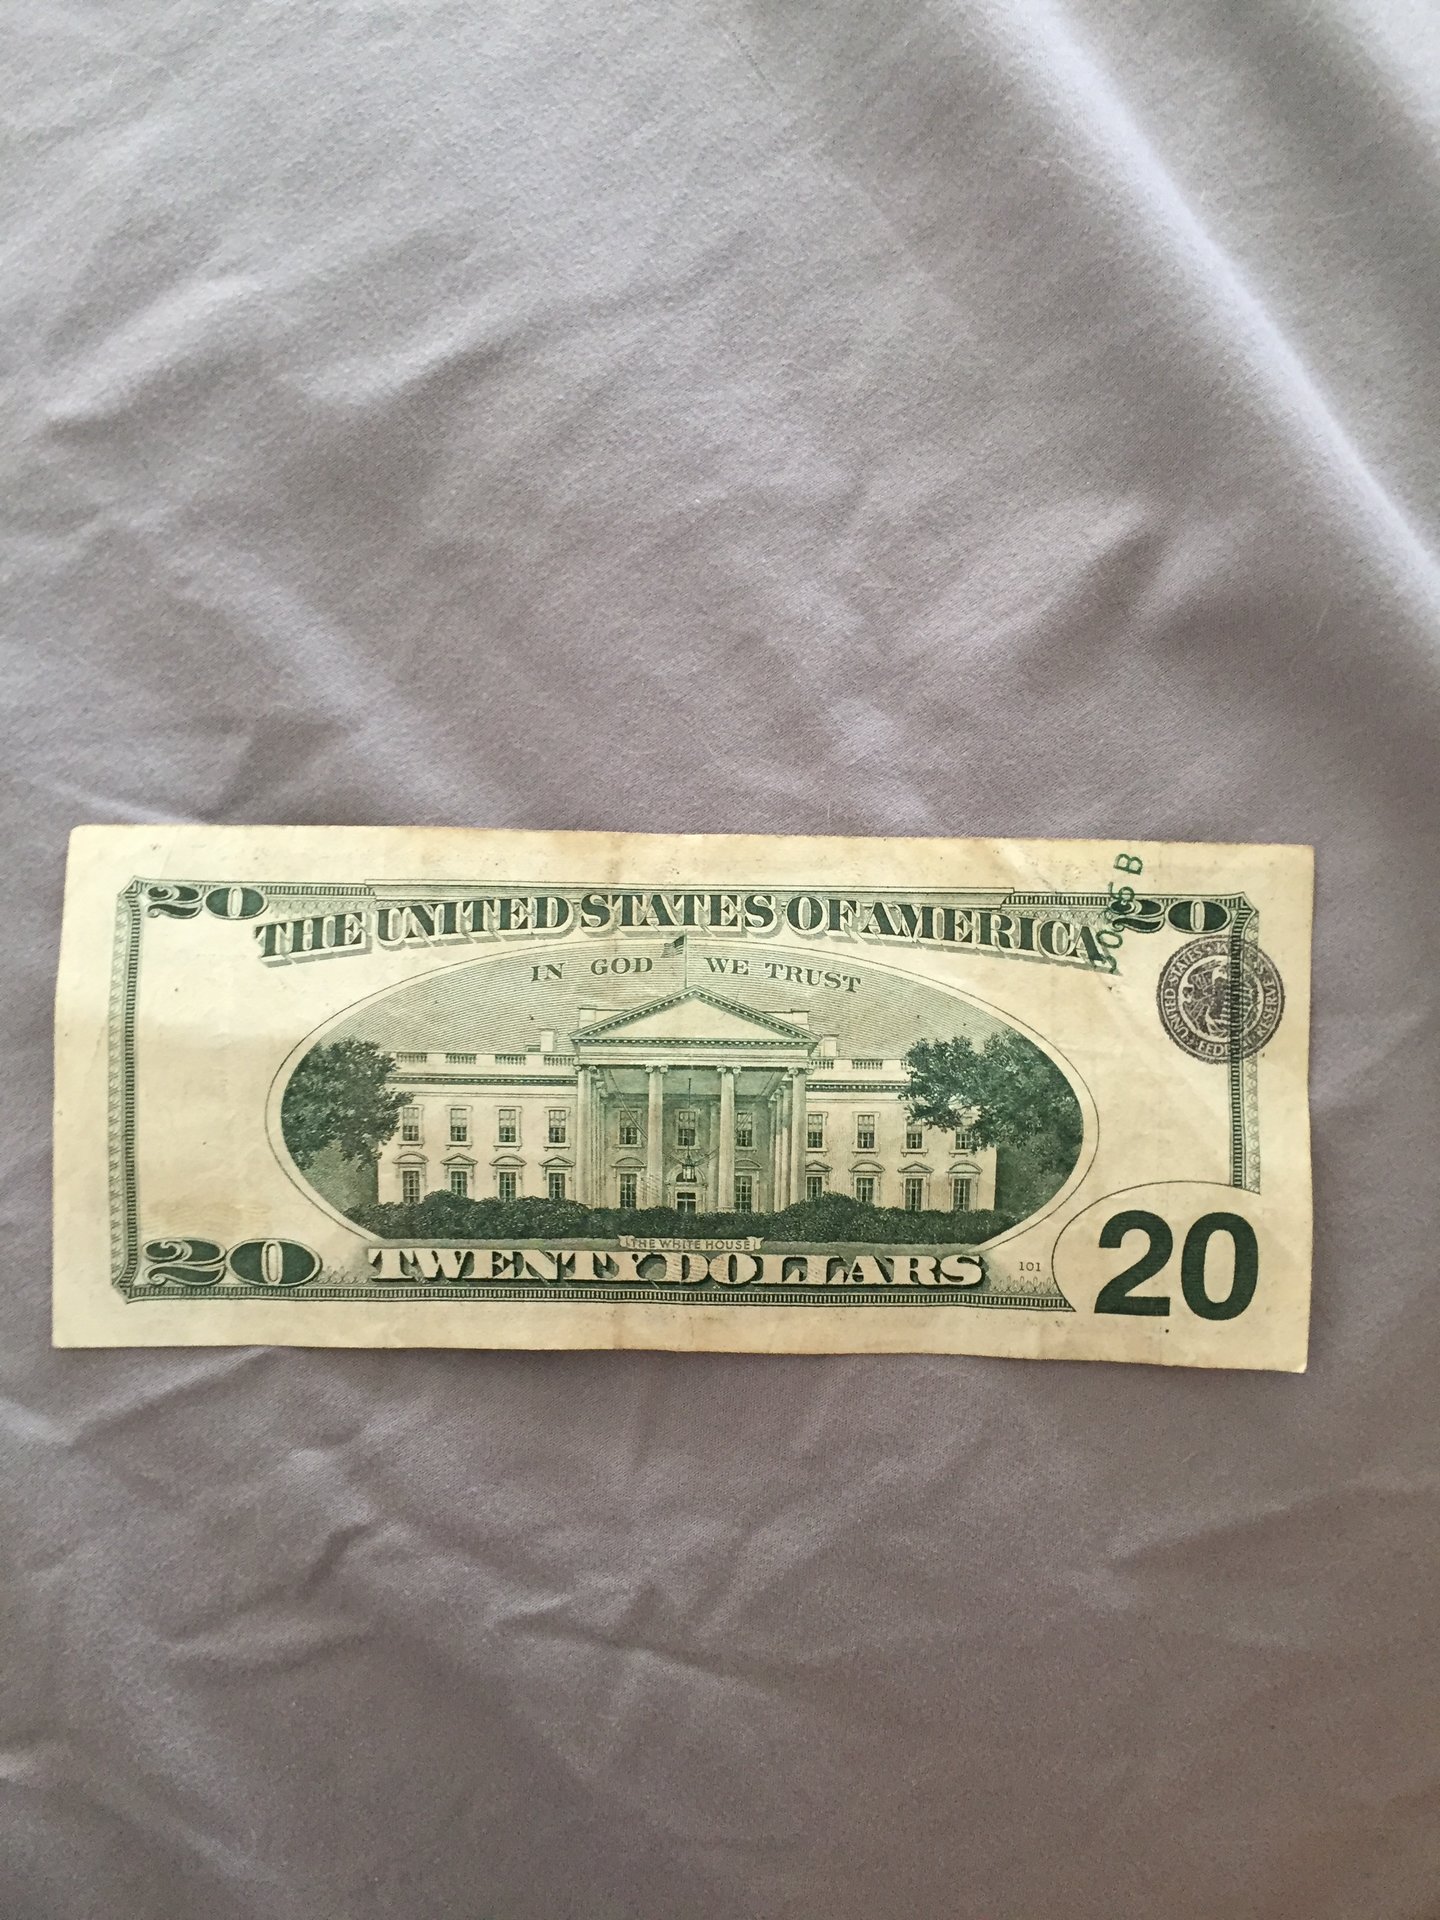 20 THE UNITED STATES OF AMERICA 20
IN GOD WE TRUST
THE WHITE HOUSE
20 TWENTY DOLLARS 101 20